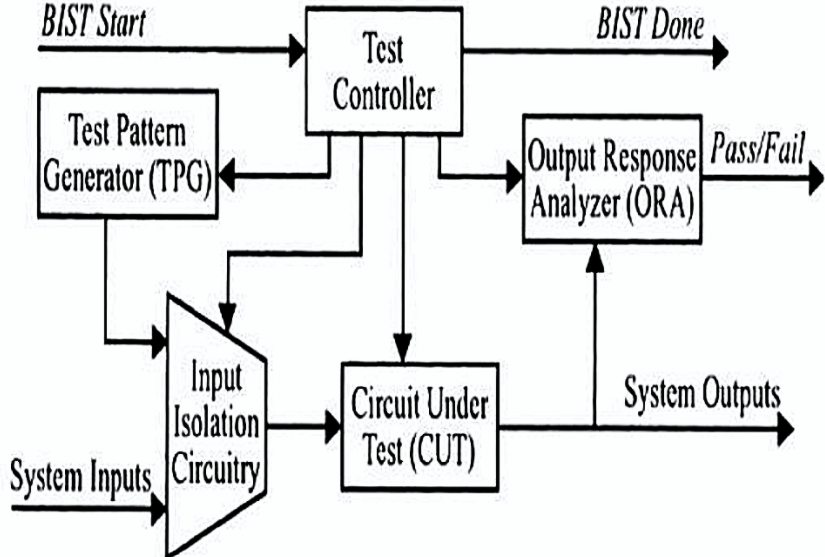 BIST Start
Test
Controller
BIST Done
Test Pattern
Generator (TPG)
Output Response
Analyzer (ORA)
Pass/Fail
Input
Isolation
Circuitry
Circuit Under
Test (CUT)
System Outputs
System Inputs